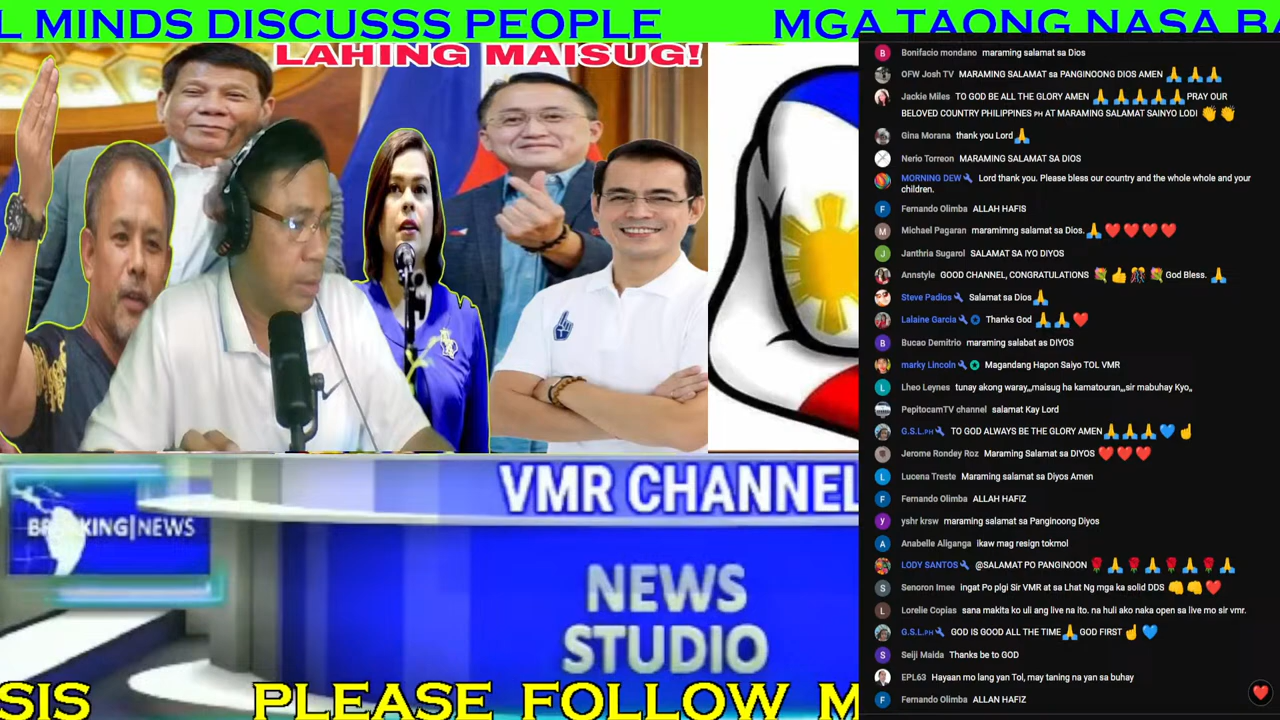 L MINDS DISCUSSS PEOPLE MGA TAONG NASA BA
LAHING MAISUG!
VMR CHANNEL
BREAKING|NEWS
NEWS
STUDIO
SIS PLEASE FOLLOW M
Bonifacio mondano maraming salamat sa Dios
OFW Josh TV MARAMING SALAMAT sa PANGINOONG DIOS AMEN 🙏 🙏 🙏
Jackie Miles TO GOD BE ALL THE GLORY AMEN 🙏 🙏 🙏 🙏 🙏 PRAY OUR
BELOVED COUNTRY PHILIPPINES PH AT MARAMING SALAMAT SAINYO LODI 👏 👏
Gina Morana thank you Lord 🙏
Nerio Torreon MARAMING SALAMAT SA DIOS
MORNING DEW Lord thank you. Please bless our country and the whole whole and your
children.
Fernando Olimba ALLAH HAFIS
Michael Pagaran maramimng salamat sa Dios. 🙏 ❤️ ❤️ ❤️ ❤️
Janthria Sugarol SALAMAT SA IYO DIYOS
Annstyle GOOD CHANNEL, CONGRATULATIONS 💐 👍 🎊 💐 God Bless. 🙏
Steve Padios Salamat sa Dios 🙏
Lalaine Garcia Thanks God 🙏 🙏 ❤️
Bucao Demitrio maraming salabat as DIYOS
marky Lincoln Magandang Hapon Saiyo TOL VMR
Lheo Leynes tunay akong waray,,,maisug ha kamatouran,,,sir mabuhay Kyo,,
PepitocamTV channel salamat Kay Lord
G.S.L.PH TO GOD ALWAYS BE THE GLORY AMEN 🙏 🙏 🙏 💙 ☝️
Jerome Rondey Roz Maraming Salamat sa DIYOS ❤️ ❤️ ❤️
Lucena Treste Maraming salamat sa Diyos Amen
Fernando Olimba ALLAH HAFIZ
yshr krsw maraming salamat sa Panginoong Diyos
Anabelle Aliganga ikaw mag resign tokmol
LODY SANTOS @SALAMAT PO PANGINOON 🌹 🙏 🌹 🙏 🌹 🙏 🌹 🙏
Senoron Imee ingat Po plgi Sir VMR at sa Lhat Ng mga ka solid DDS 👊 👊 ❤️
Lorelie Copias sana makita ko uli ang live na ito. na huli ako naka open sa live mo sir vmr.
G.S.L.PH GOD IS GOOD ALL THE TIME 🙏 GOD FIRST ☝️ 💙
Seiji Maida Thanks be to GOD
EPL63 Hayaan mo lang yan Tol, may taning na yan sa buhay
Fernando Olimba ALLAN HAFIZ